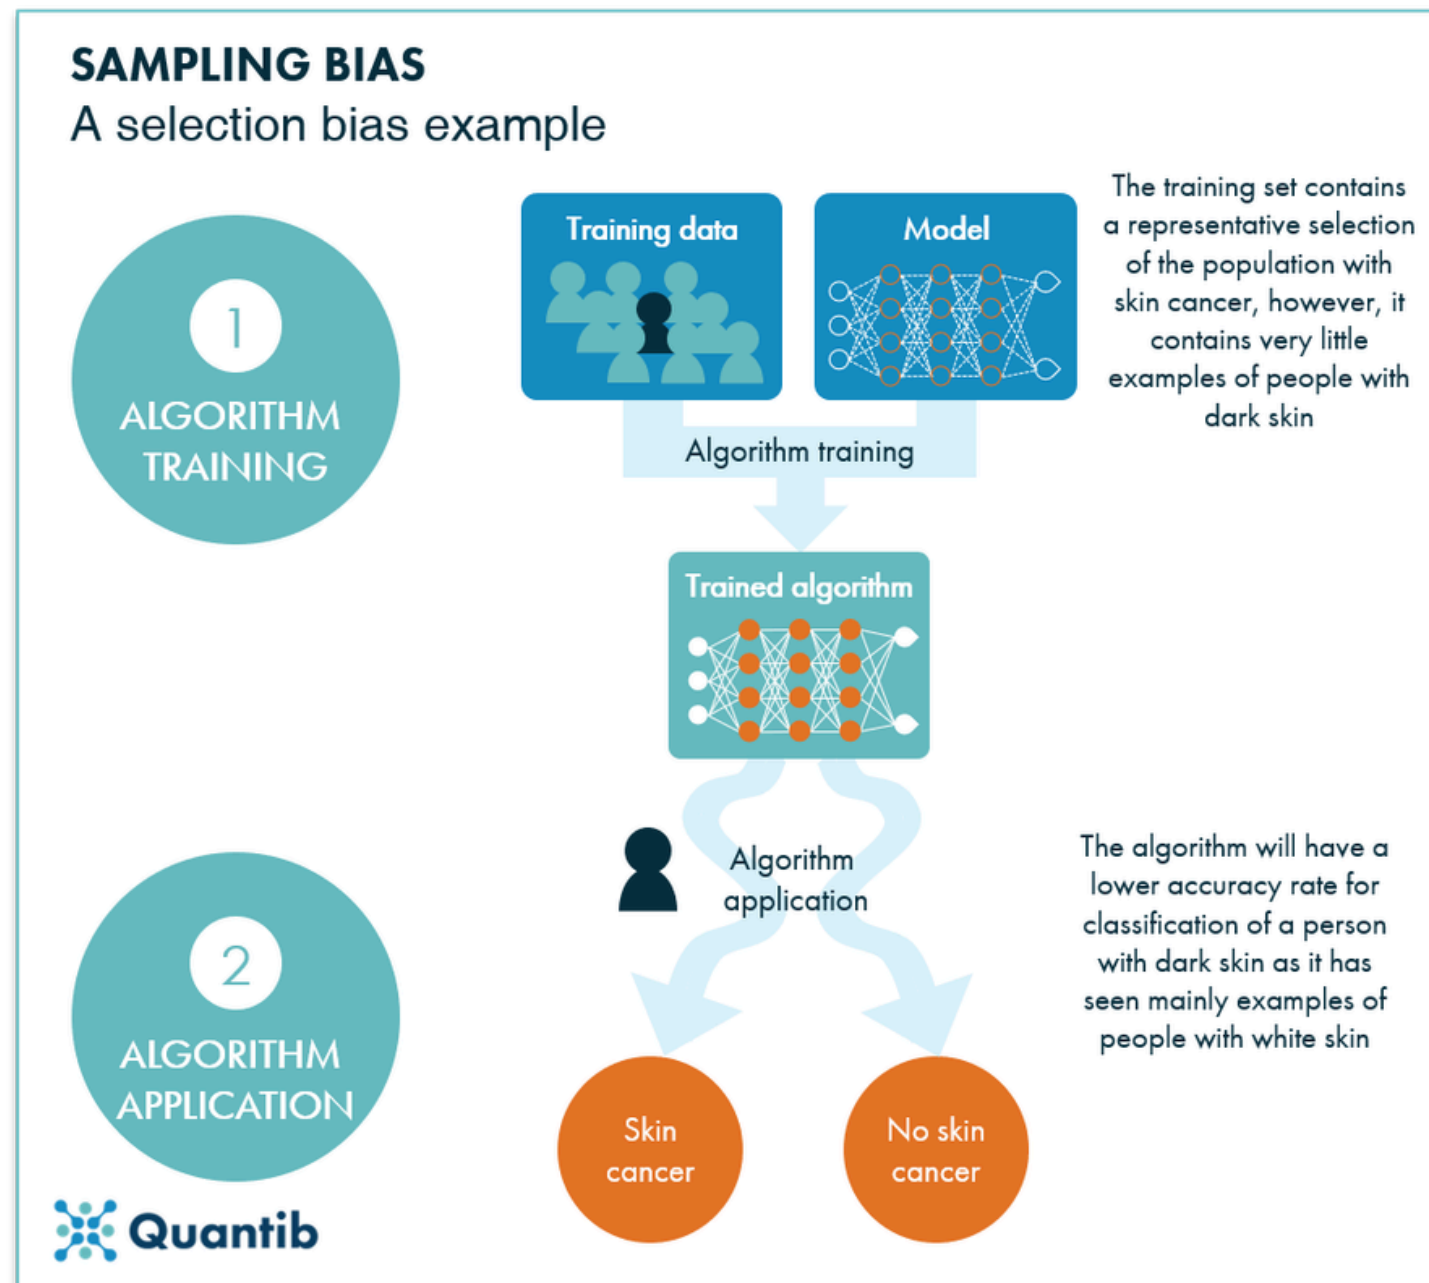 SAMPLING BIAS
A selection bias example
1
ALGORITHM
TRAINING
Training data
Model
The training set contains
a representative selection
of the population with
skin cancer, however, it
contains very little
examples of people with
dark skin
Algorithm training
Trained algorithm
2
ALGORITHM
APPLICATION
Algorithm
application
The algorithm will have a
lower accuracy rate for
classification of a person
with dark skin as it has
seen mainly examples of
people with white skin
Skin
cancer
No skin
cancer
Quantib